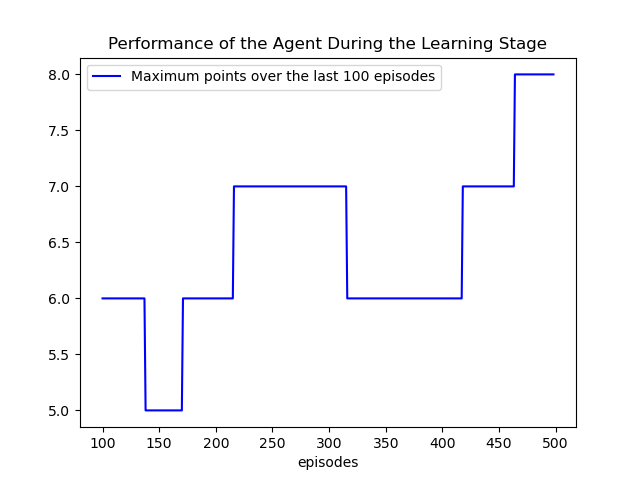 Performance of the Agent During the Learning Stage
Maximum points over the last 100 episodes
8.0
7.5
7.0
6.5
6.0
5.5
5.0
100 150 200 250 300 350 400 450 500
episodes